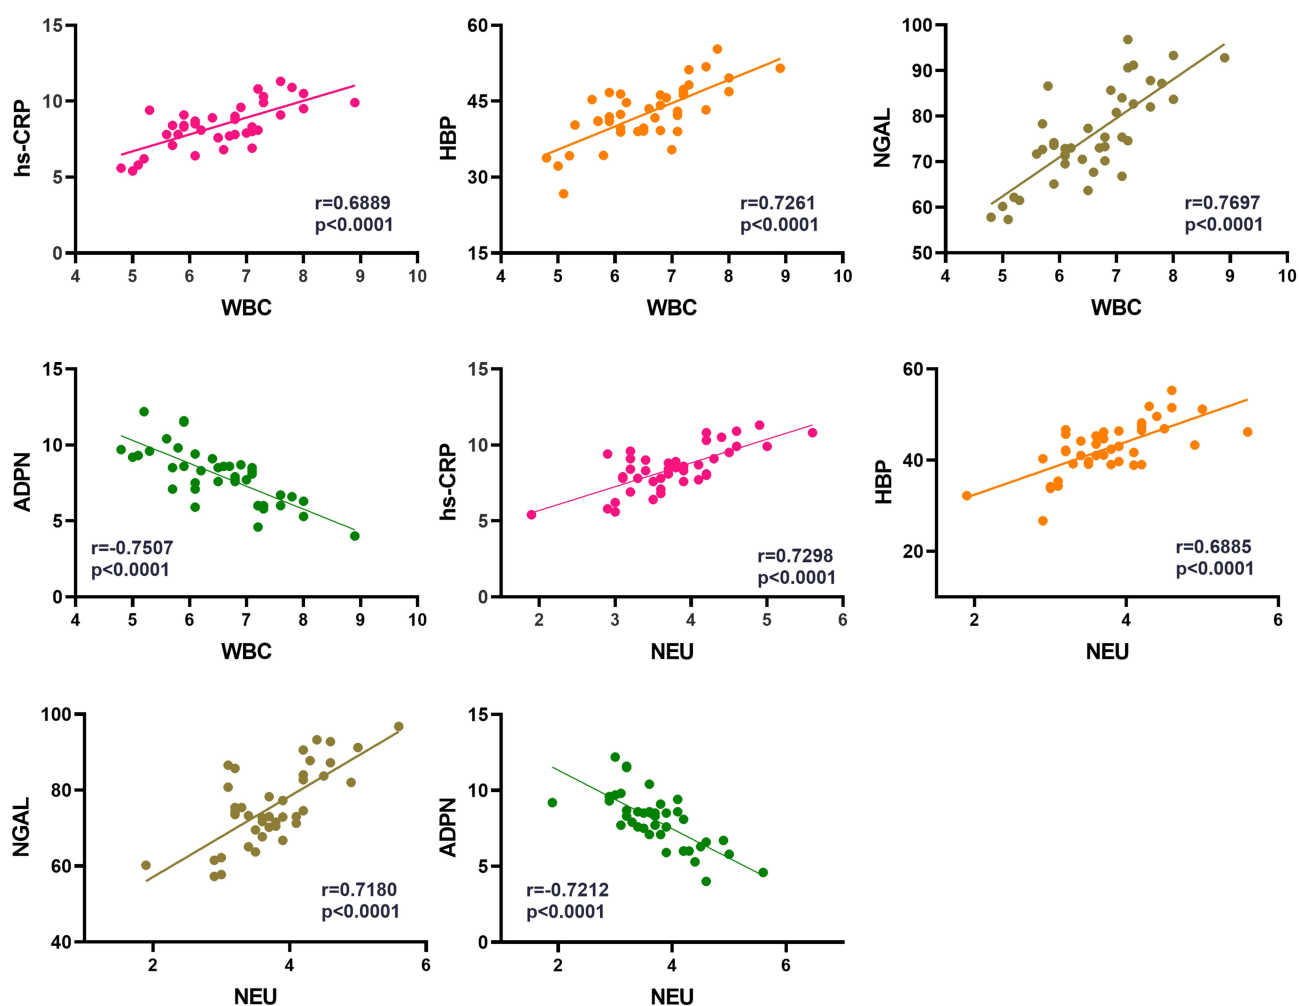 15
10
5
0
hs-CRP
4 5 6 7 8 9 10
WBC
r=0.6889
p<0.0001
60
45
30
15
HBP
4 5 6 7 8 9 10
WBC
r=0.7261
p<0.0001
100
90
80
70
60
50
NGAL
4 5 6 7 8 9 10
WBC
r=0.7697
p<0.0001
15
10
5
0
ADPN
4 5 6 7 8 9 10
WBC
r=-0.7507
p<0.0001
15
10
5
0
hs-CRP
2 3 4 5 6
NEU
r=0.7298
p<0.0001
60
40
20
HBP
2 4 6
NEU
r=0.6885
p<0.0001
100
80
60
40
NGAL
2 4 6
NEU
r=0.7180
p<0.0001
15
10
5
0
ADPN
2 4 6
NEU
r=-0.7212
p<0.0001